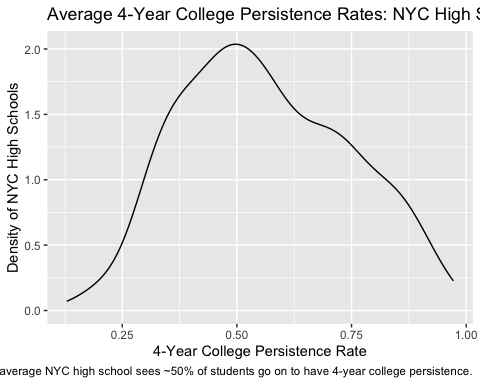 Average 4-Year College Persistence Rates: NYC High
2.0
1.5
1.0
0.5
0.0
Density of NYC High Schools
0.25 0.50 0.75 1.00
4-Year College Persistence Rate
average NYC high school sees ~50% of students go on to have 4-year college persistence.